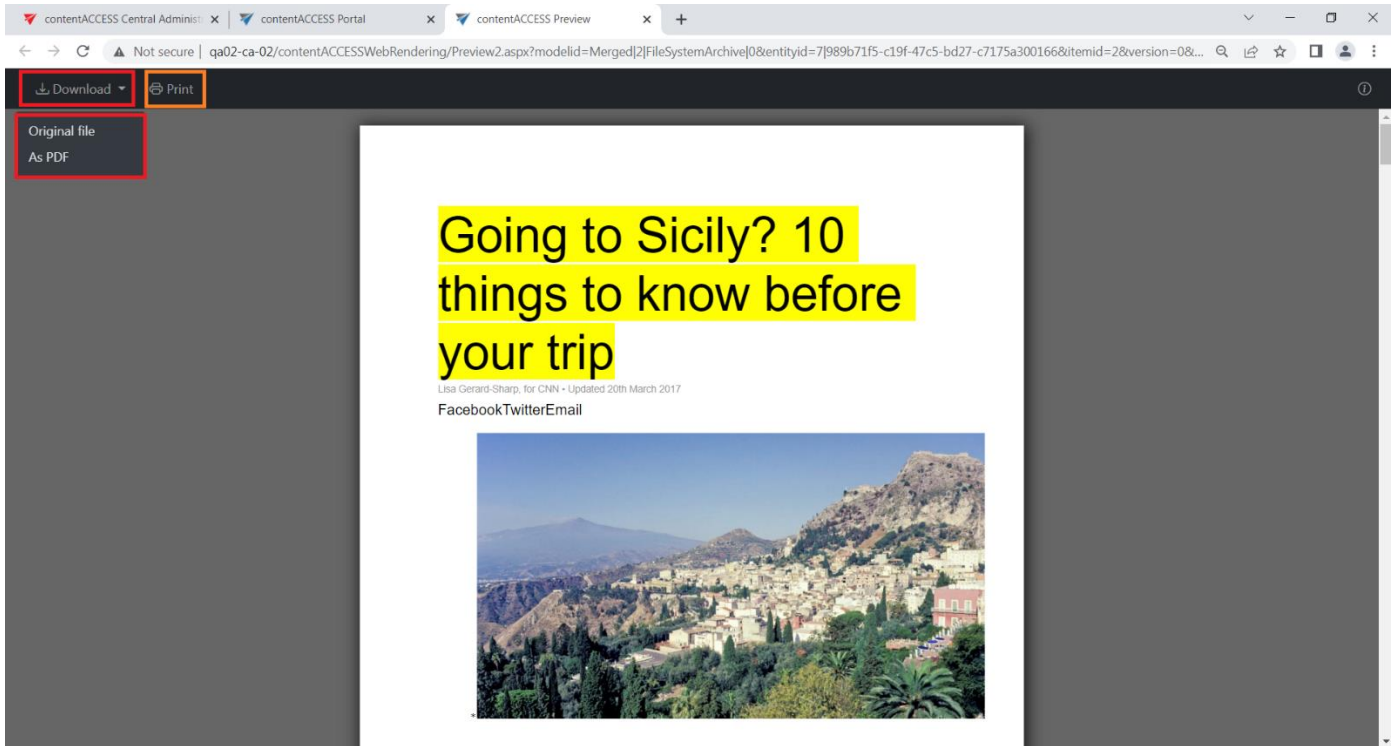 contentACCESS Central Administ
contentACCESS Portal
contentACCESS Preview
Not secure | qa02-ca-02/contentACCESSWebRendering/Preview2.aspx?modelid=Merged|2|FileSystemArchive|0&entityid=7|989b71f5-c19f-47c5-bd27-c7175a300166&itemid=2&version=0&...
Download
Print
Original file
As PDF
Going to Sicily? 10
things to know before
your trip
Lisa Gerard-Sharp, for CNN • Updated 20th March 2017
FacebookTwitterEmail
*